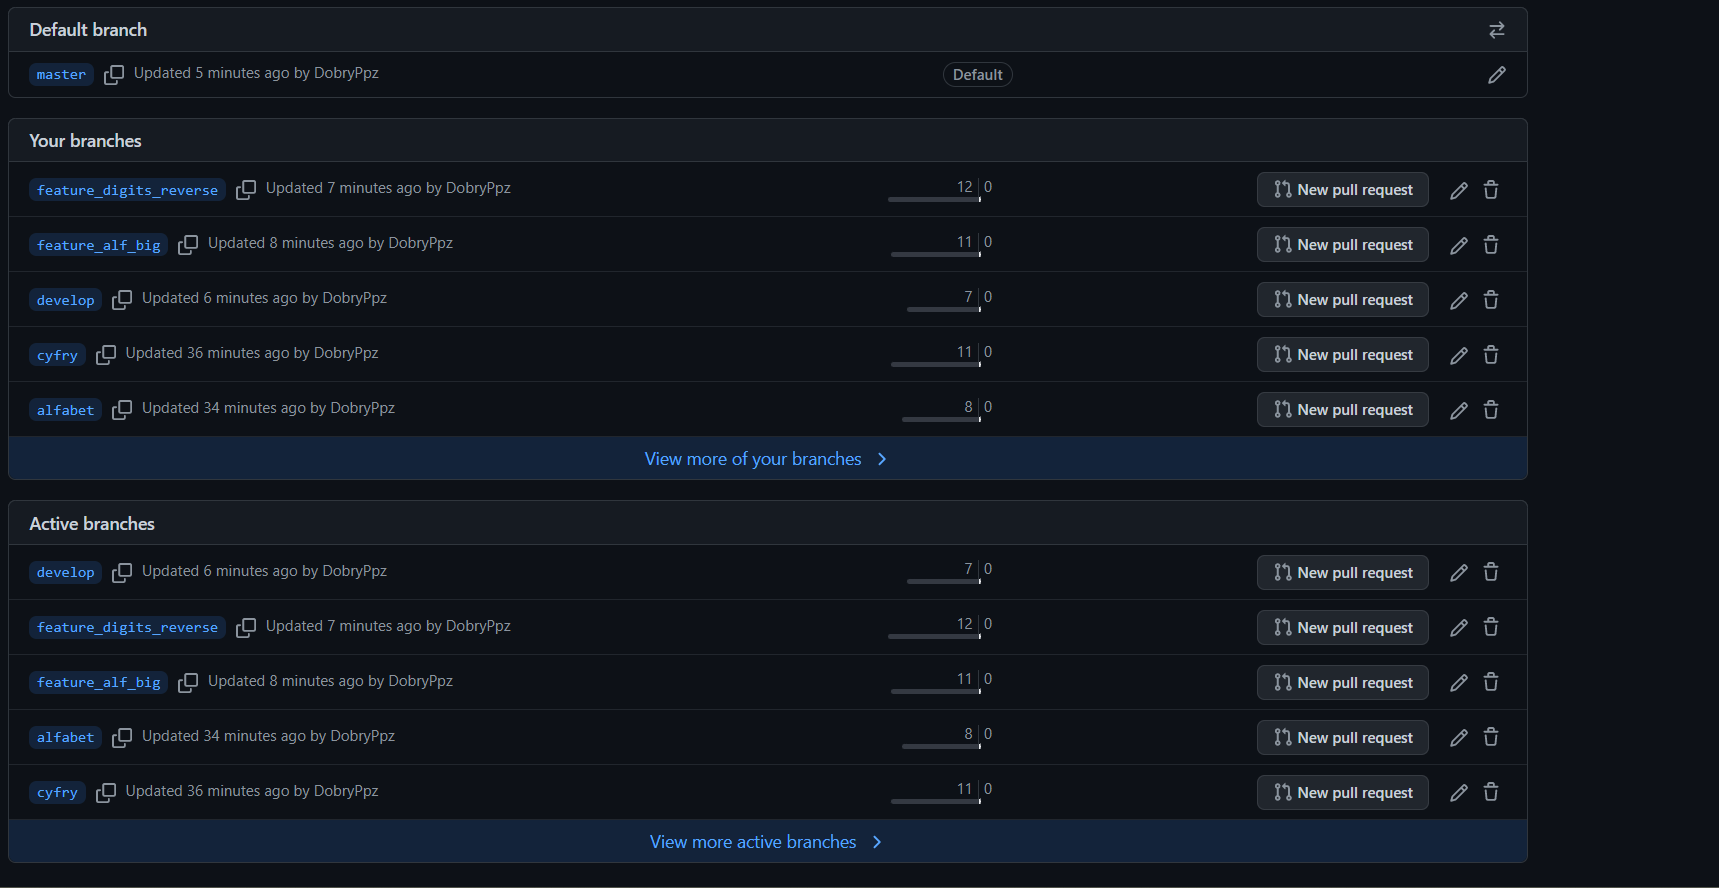 Default branch
master Updated 5 minutes ago by DobryPpz Default
Your branches
feature_digits_reverse Updated 7 minutes ago by DobryPpz 12 0 New pull request
feature_alf_big Updated 8 minutes ago by DobryPpz 11 0 New pull request
develop Updated 6 minutes ago by DobryPpz 7 0 New pull request
cyfry Updated 36 minutes ago by DobryPpz 11 0 New pull request
alfabet Updated 34 minutes ago by DobryPpz 8 0 New pull request
View more of your branches
Active branches
develop Updated 6 minutes ago by DobryPpz 7 0 New pull request
feature_digits_reverse Updated 7 minutes ago by DobryPpz 12 0 New pull request
feature_alf_big Updated 8 minutes ago by DobryPpz 11 0 New pull request
alfabet Updated 34 minutes ago by DobryPpz 8 0 New pull request
cyfry Updated 36 minutes ago by DobryPpz 11 0 New pull request
View more active branches